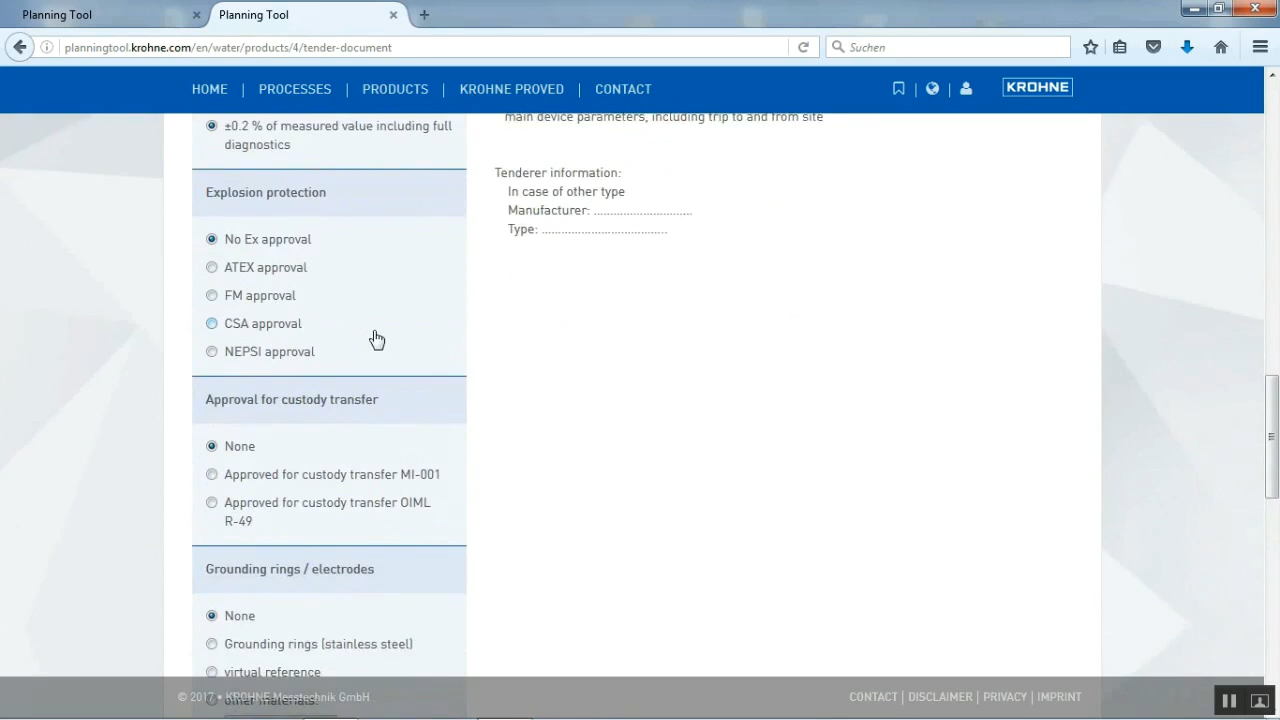 Planning Tool
Planning Tool
planningtool.krohne.com/en/water/products/4/tender-document
Suchen
HOME | PROCESSES | PRODUCTS | KROHNE PROVED | CONTACT
KROHNE
±0.2 % of measured value including full
diagnostics
Explosion protection
No Ex approval
ATEX approval
FM approval
CSA approval
NEPSI approval
Approval for custody transfer
None
Approved for custody transfer MI-001
Approved for custody transfer OIML
R-49
Grounding rings / electrodes
None
Grounding rings (stainless steel)
virtual reference
other materials:
main device parameters, including trip to and from site
Tenderer information:
In case of other type
Manufacturer: ..............................
Type: ......................................
© 2017 • KROHNE Messtechnik GmbH
CONTACT | DISCLAIMER | PRIVACY | IMPRINT